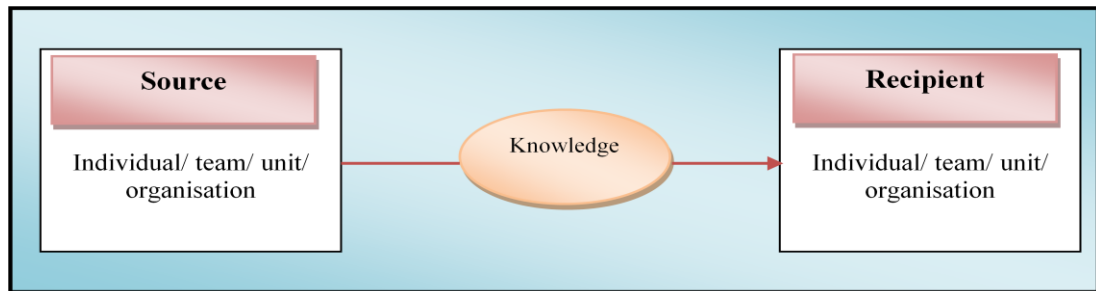 Source
Individual/ team/ unit/
organisation
Knowledge
Recipient
Individual/ team/ unit/
organisation